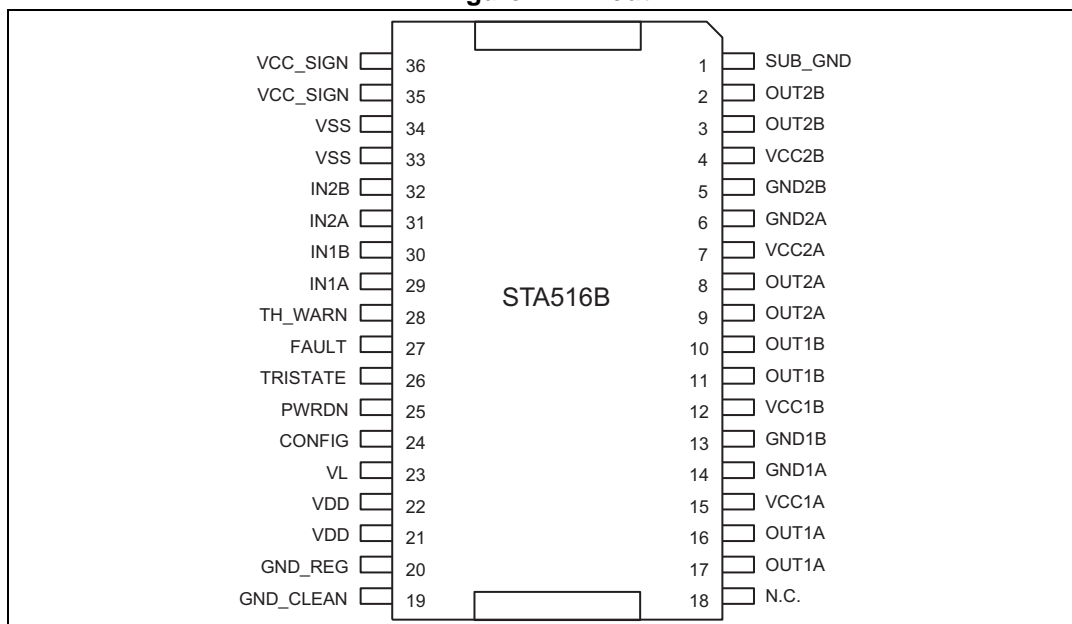 VCC_SIGN 36 1 SUB_GND
VCC_SIGN 35 2 OUT2B
VSS 34 3 OUT2B
VSS 33 4 VCC2B
IN2B 32 5 GND2B
IN2A 31 6 GND2A
IN1B 30 7 VCC2A
IN1A 29 8 OUT2A
STA516B
TH_WARN 28 9 OUT2A
FAULT 27 10 OUT1B
TRISTATE 26 11 OUT1B
PWRDN 25 12 VCC1B
CONFIG 24 13 GND1B
VL 23 14 GND1A
VDD 22 15 VCC1A
VDD 21 16 OUT1A
GND_REG 20 17 OUT1A
GND_CLEAN 19 18 N.C.